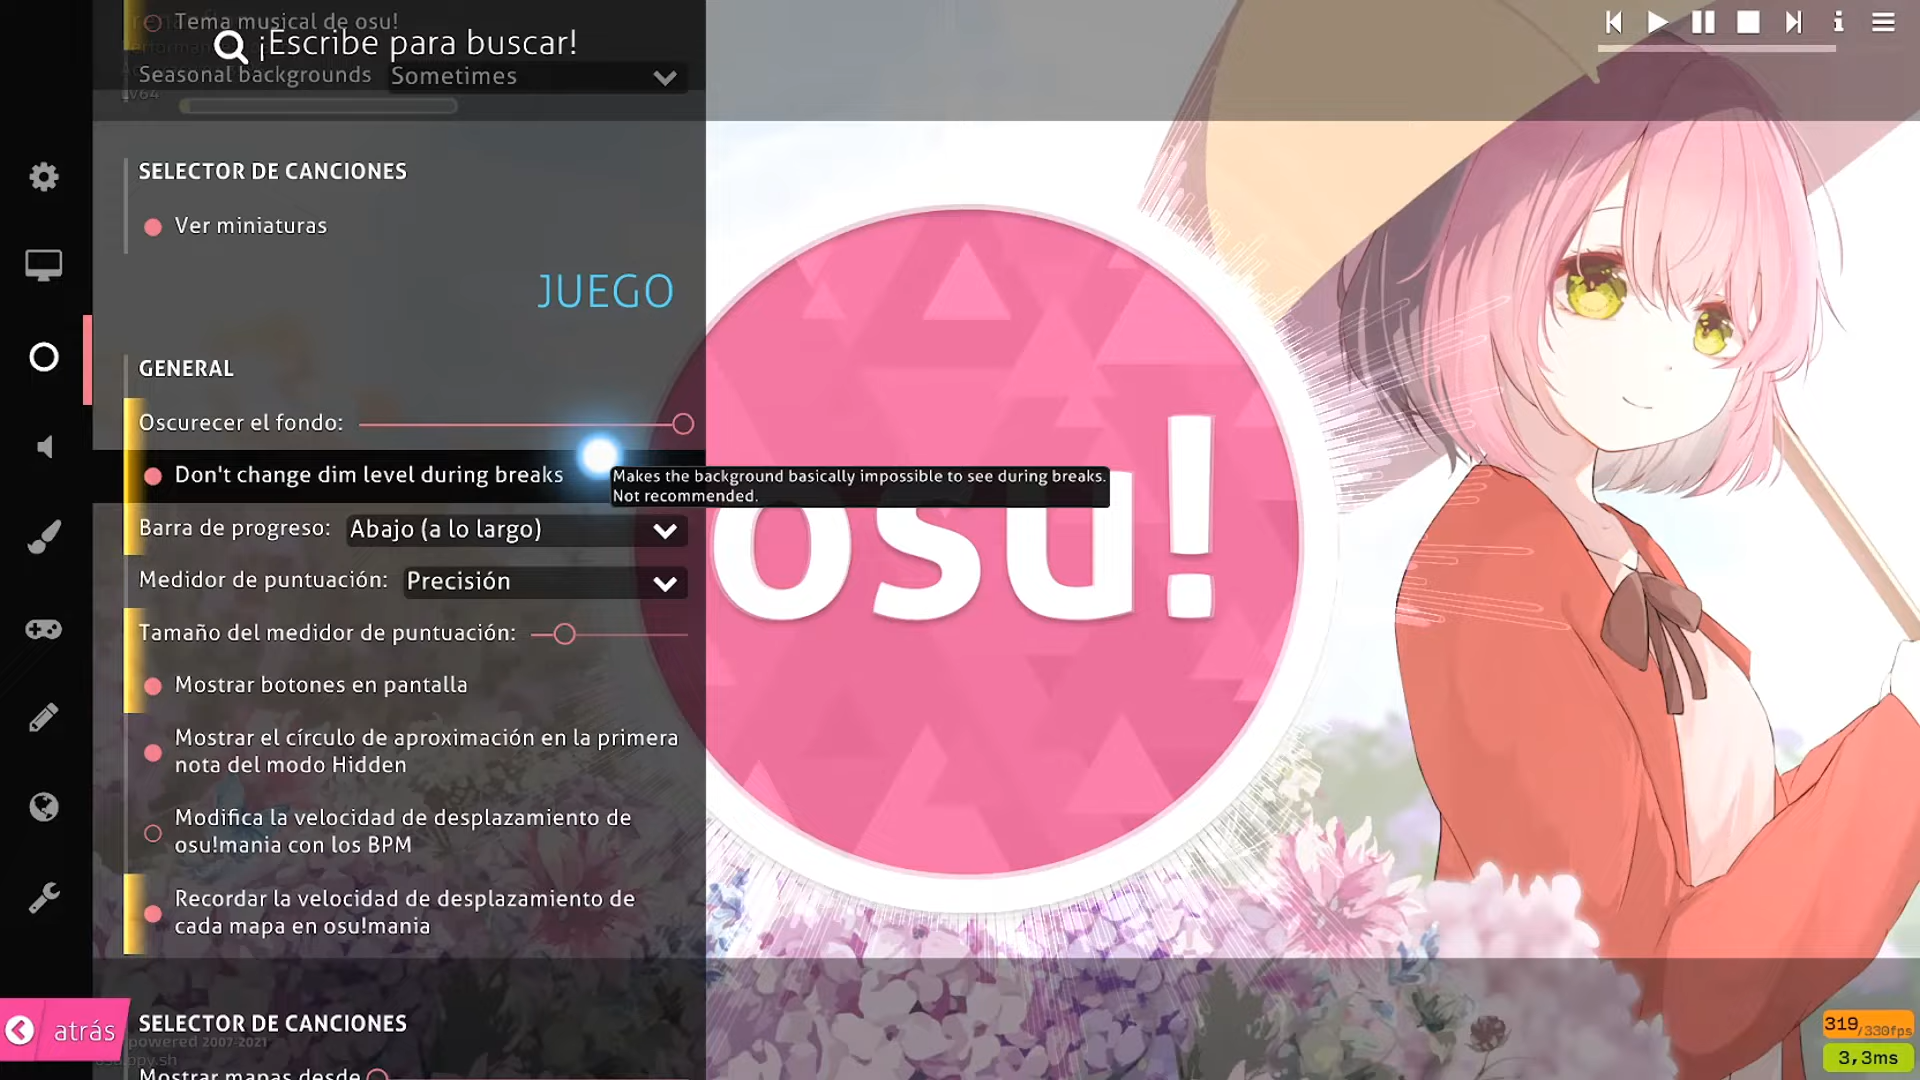 Tema musical de osu!
¡Escribe para buscar!
Seasonal backgrounds Sometimes
Lv64
SELECTOR DE CANCIONES
Ver miniaturas
JUEGO
GENERAL
Oscurecer el fondo:
Don't change dim level during breaks
Makes the background basically impossible to see during breaks.
Not recommended.
osu!
Barra de progreso: Abajo (a lo largo)
Medidor de puntuación: Precisión
Tamaño del medidor de puntuación:
Mostrar botones en pantalla
Mostrar el círculo de aproximación en la primera
nota del modo Hidden
Modifica la velocidad de desplazamiento de
osu!mania con los BPM
Recordar la velocidad de desplazamiento de
cada mapa en osu!mania
SELECTOR DE CANCIONES
atrás
powered 2007-2021
Mostrar mapas desde
319/330fps
3,3ms